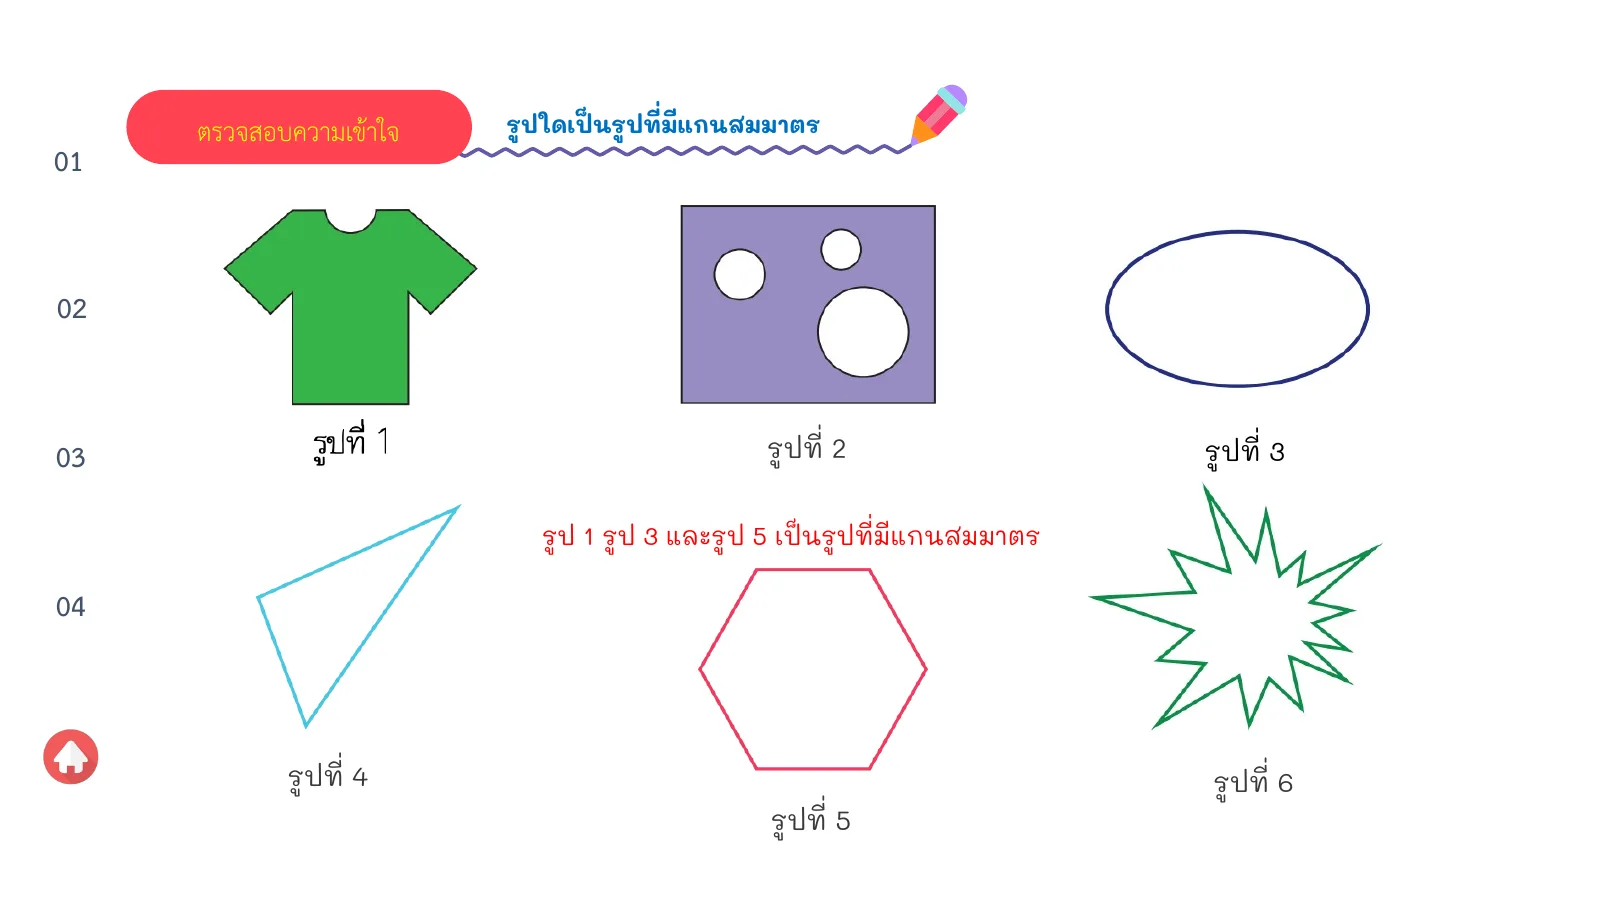 ตรวจสอบความเข้าใจ
รูปใดเป็นรูปที่มีแกนสมมาตร
01
02
รูปที่ 1
รูปที่ 2
รูปที่ 3
03
รูป 1 รูป 3 และรูป 5 เป็นรูปที่มีแกนสมมาตร
04
รูปที่ 4
รูปที่ 5
รูปที่ 6